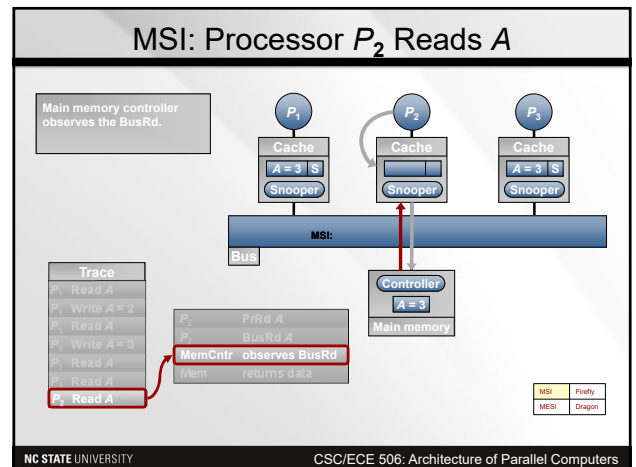 MSI: Processor P2 Reads A
Main memory controller
observes the BusRd.
P1
P2
P3
Cache
Cache
Cache
A = 3 S
A = 3 S
Snooper
Snooper
Snooper
MSI:
Bus
Controller
A = 3
Main memory
Trace
P1 Read A
P1 Write A = 2
P3 Read A
P3 Write A = 3
P1 Read A
P3 Read A
P2 Read A
P2 PrRd A
P2 BusRd A
MemCntr observes BusRd
Mem returns data
MSI Firefly
MESI Dragon
NC STATE UNIVERSITY
CSC/ECE 506: Architecture of Parallel Computers